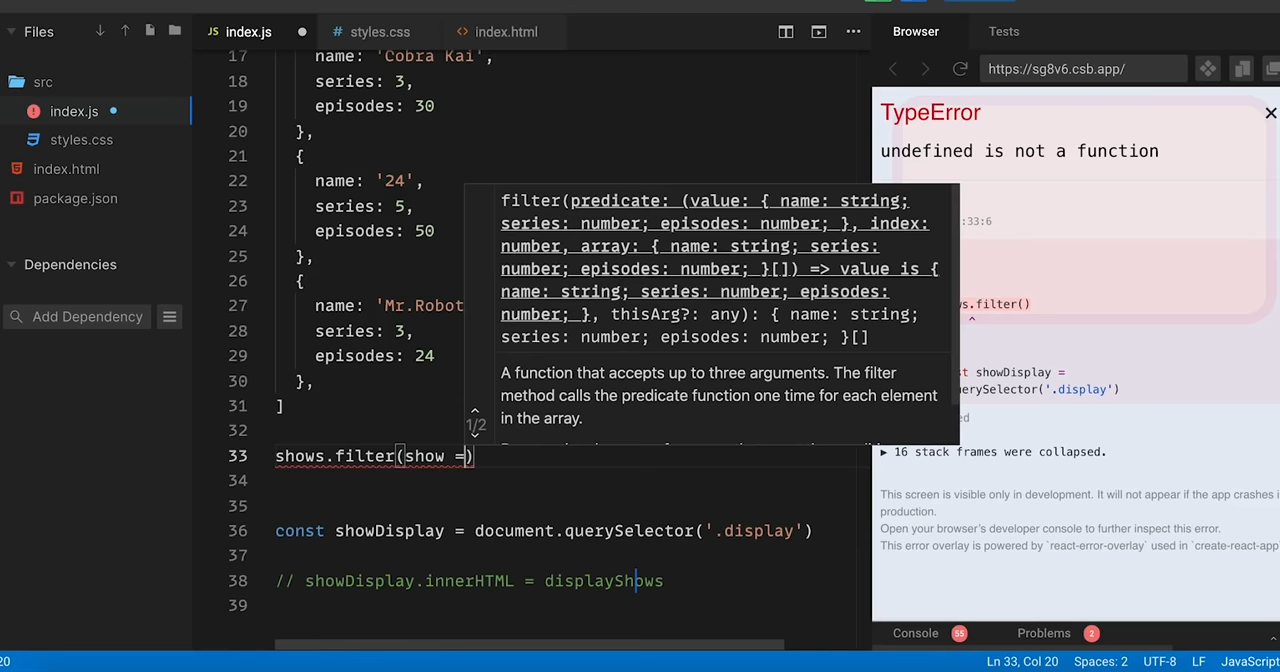 Files
JS index.js
# styles.css
<> index.html
Browser
Tests
src
index.js
styles.css
index.html
package.json
Dependencies
Add Dependency
17 name: 'Cobra Kai',
18 series: 3,
19 episodes: 30
20 },
21 {
22 name: '24',
23 series: 5,
24 episodes: 50
25 },
26 {
27 name: 'Mr.Robot
28 series: 3,
29 episodes: 24
30 },
31 ]
32
33 shows.filter(show =)
34
35
36 const showDisplay = document.querySelector('.display')
37
38 // showDisplay.innerHTML = displayShows
39
filter(predicate: (value: { name: string;
series: number; episodes: number; }, index:
number, array: { name: string; series:
number; episodes: number; }[]) => value is {
name: string; series: number; episodes:
number; }, thisArg?: any): { name: string;
series: number; episodes: number; }[]
A function that accepts up to three arguments. The filter
method calls the predicate function one time for each element
in the array.
1/2
https://sg8v6.csb.app/
TypeError
undefined is not a function
:33:6
ws.filter()
^
st showDisplay =
erySelector('.display')
ed
▶ 16 stack frames were collapsed.
This screen is visible only in development. It will not appear if the app crashes i
production.
Open your browser's developer console to further inspect this error.
This error overlay is powered by `react-error-overlay` used in `create-react-app
Console 55
Problems 2
20
Ln 33, Col 20
Spaces: 2
UTF-8
LF
JavaScript